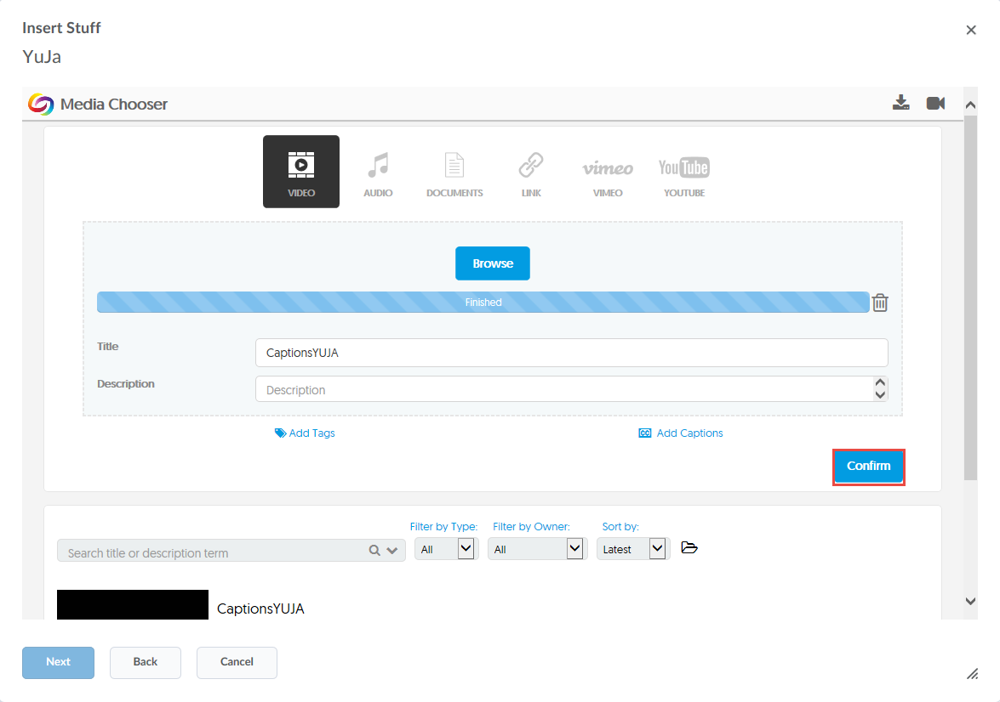 Insert Stuff
YuJa
Media Chooser
VIDEO AUDIO DOCUMENTS LINK vimeo VIMEO YouTube YOUTUBE
Browse
Finished
Title CaptionsYUJA
Description Description
Add Tags CC Add Captions
Confirm
Filter by Type: Filter by Owner: Sort by:
Search title or description term All All Latest
CaptionsYUJA
Next Back Cancel